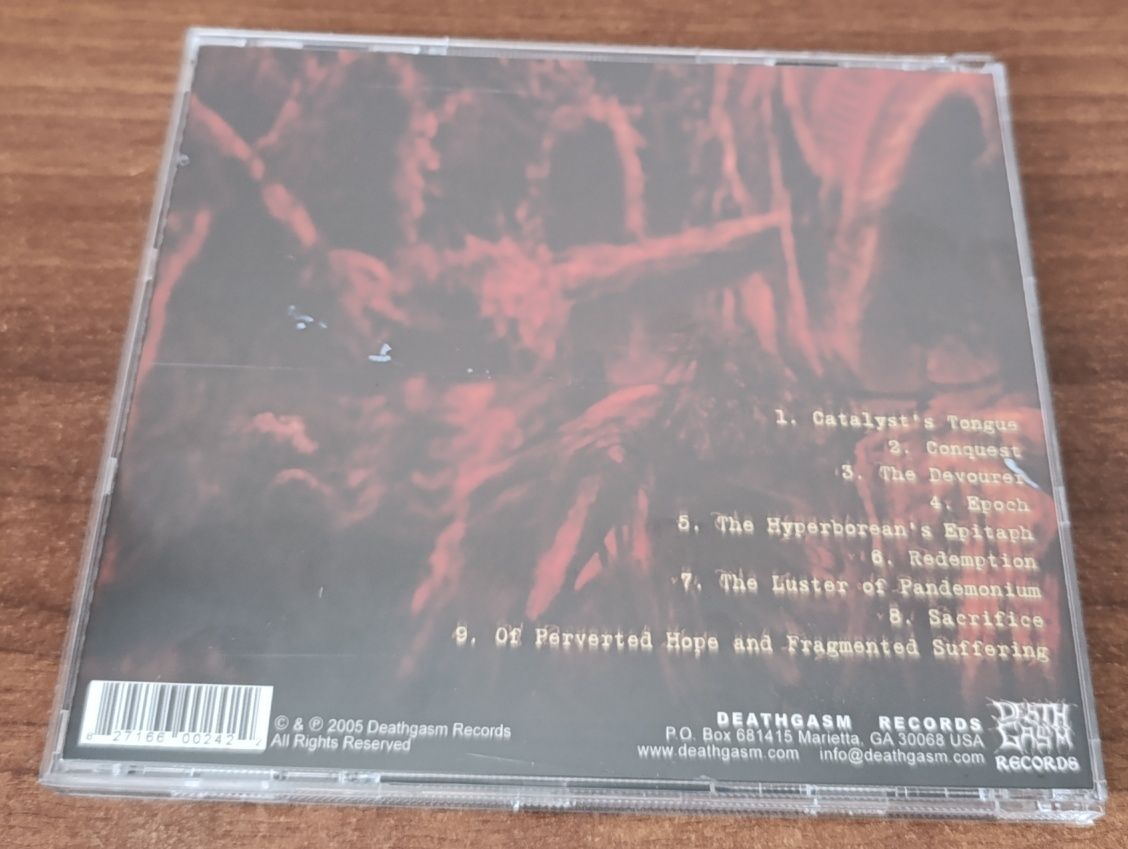 1. Catalyst's Tongue
2. Conquest
3. The Devourer
4. Epoch
5. The Hyperborean's Epitaph
6. Redemption
7. The Luster of Pandemonium
8. Sacrifice
9. Of Perverted Hope and Fragmented Suffering
8 27166 00242 2
© & ℗ 2005 Deathgasm Records
All Rights Reserved
DEATHGASM RECORDS
P.O. Box 681415 Marietta, GA 30068 USA
www.deathgasm.com info@deathgasm.com
DEATH
GASM
RECORDS